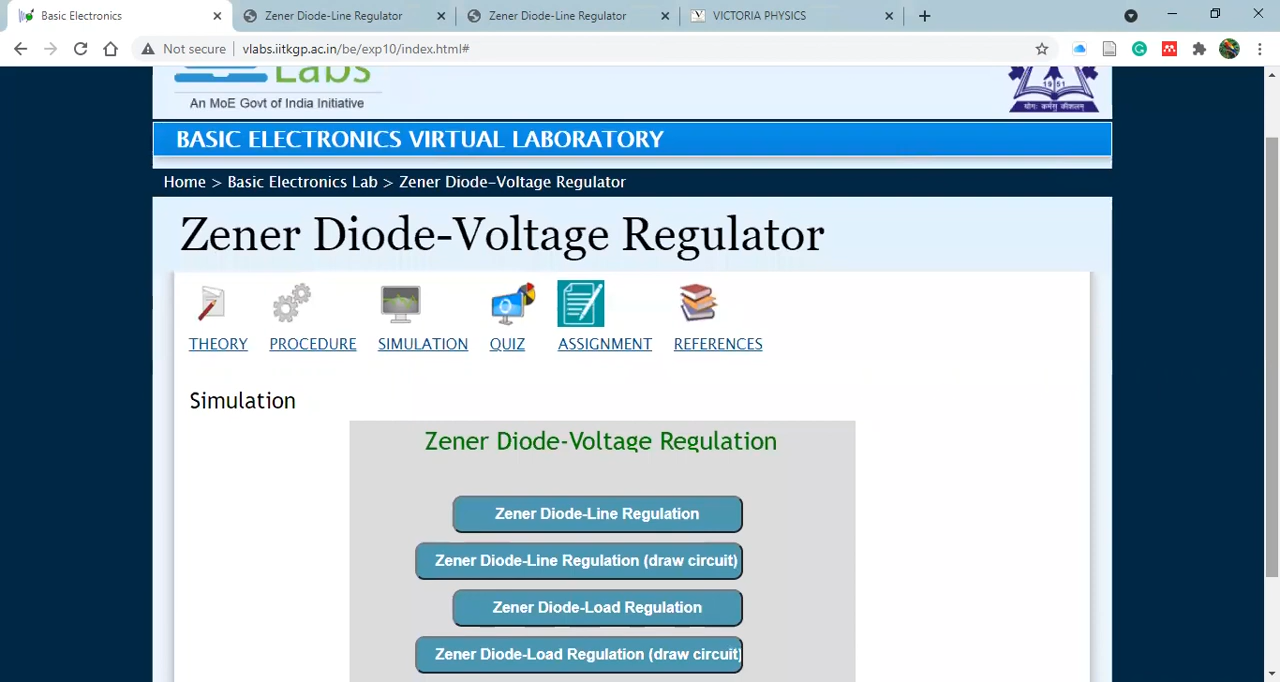 Basic Electronics
Zener Diode-Line Regulator
Zener Diode-Line Regulator
VICTORIA PHYSICS
Not secure
vlabs.iitkgp.ac.in/be/exp10/index.html#
Labs
An MoE Govt of India Initiative
1951
योगः कर्मसु कौशलम्
BASIC ELECTRONICS VIRTUAL LABORATORY
Home > Basic Electronics Lab > Zener Diode-Voltage Regulator
Zener Diode-Voltage Regulator
THEORY PROCEDURE SIMULATION QUIZ ASSIGNMENT REFERENCES
Simulation
Zener Diode-Voltage Regulation
Zener Diode-Line Regulation
Zener Diode-Line Regulation (draw circuit)
Zener Diode-Load Regulation
Zener Diode-Load Regulation (draw circuit)